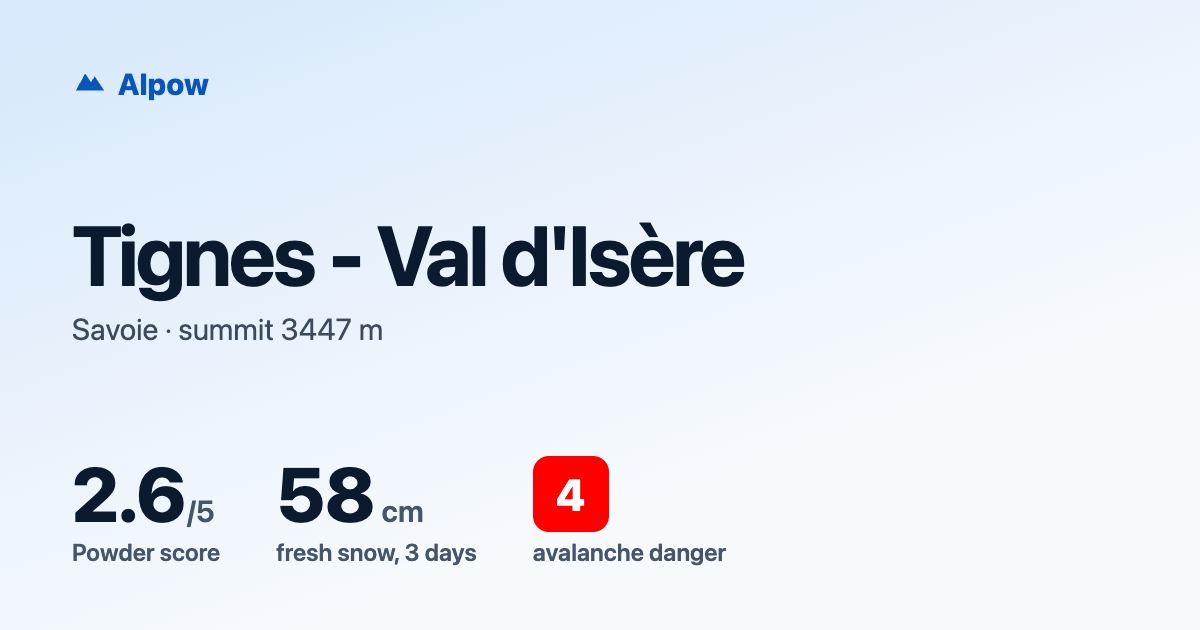 Alpow
Tignes - Val d'Isère
Savoie · summit 3447 m
2.6/5 58 cm 4
Powder score fresh snow, 3 days avalanche danger